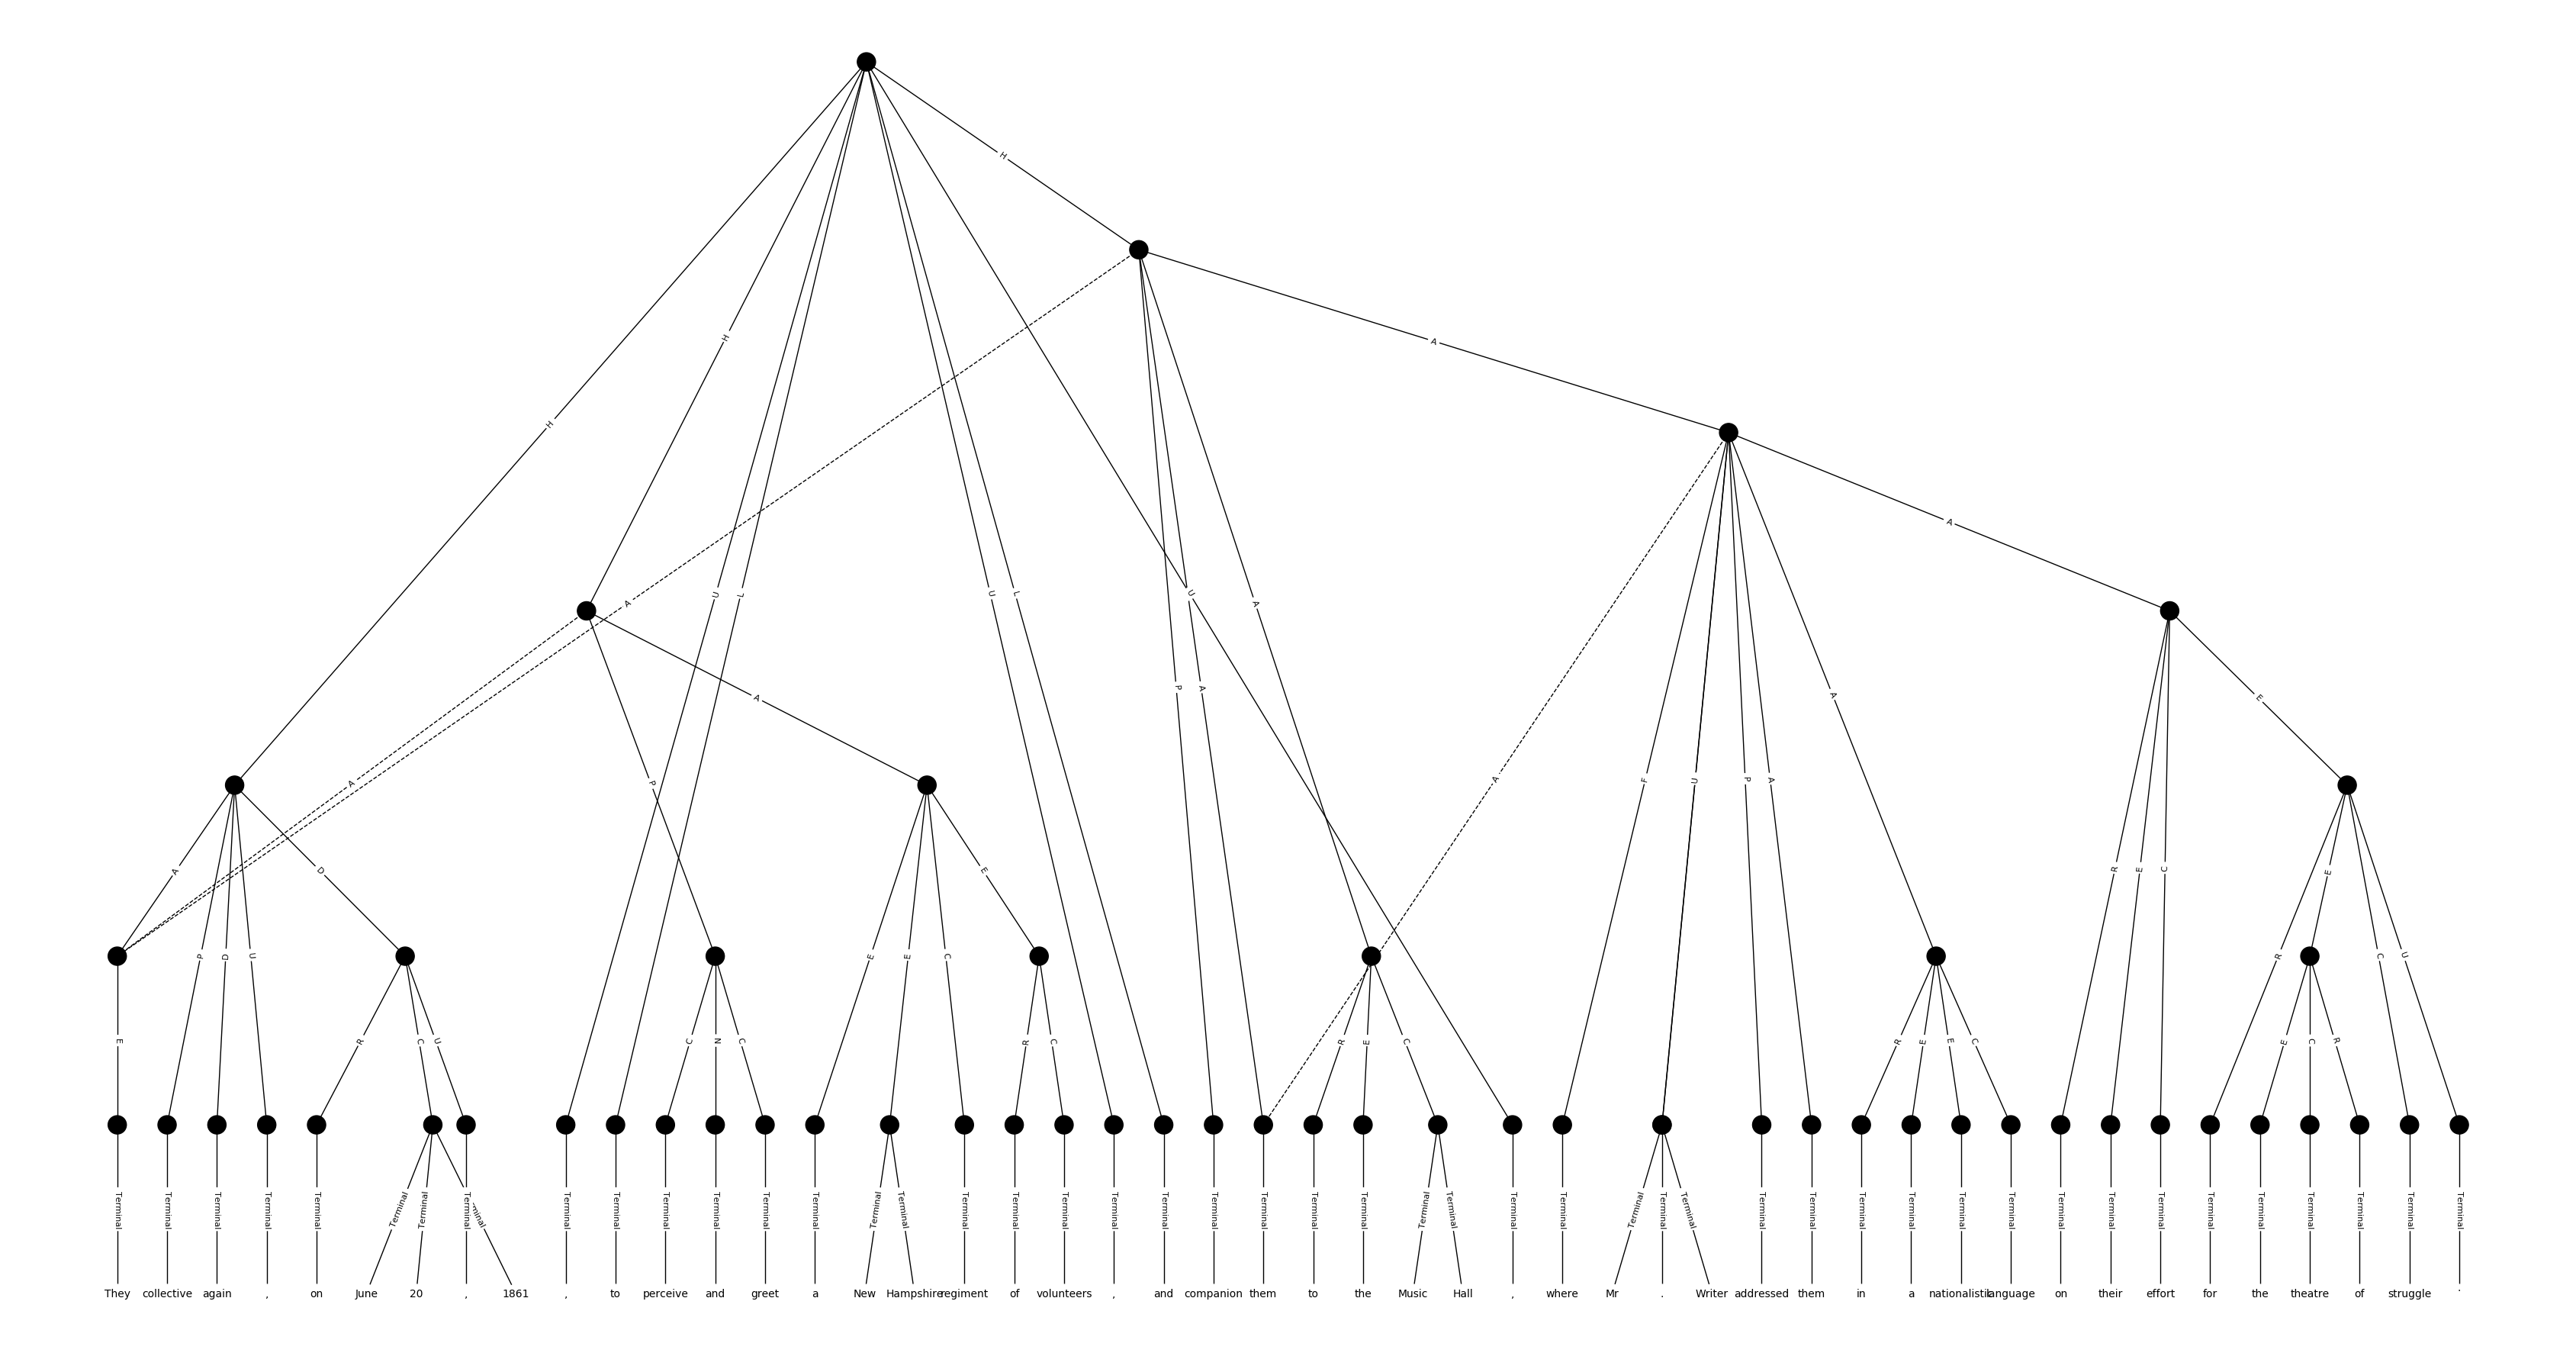 H
H
A
H
A
A
U
L
U
L
U
A
A
P
A
A
P
A
A
F
U
P
A
A
R
E
C
E
A
P
D
U
D
E
E
C
E
R
E
C
U
E
R
C
U
C
N
C
R
C
R
E
C
R
E
E
C
E
C
R
Terminal Terminal Terminal Terminal Terminal Terminal Terminal Terminal Terminal Terminal Terminal Terminal Terminal Terminal Terminal Terminal Terminal Terminal Terminal Terminal Terminal Terminal Terminal Terminal Terminal Terminal Terminal Terminal Terminal Terminal Terminal Terminal Terminal Terminal Terminal Terminal Terminal Terminal Terminal Terminal Terminal Terminal Terminal Terminal Terminal Terminal Terminal
They collective again , on June 20 , 1861 , to perceive and greet a New Hampshire regiment of volunteers , and companion them to the Music Hall , where Mr . Writer addressed them in a nationalistic language on their effort for the theatre of struggle .